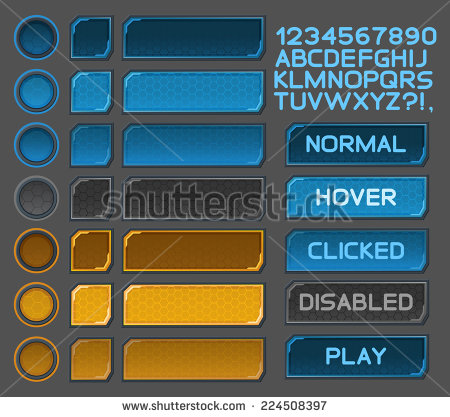 1234567890
ABCDEFGHIJ
KLMNOPQRS
TUVWXYZ?!,
NORMAL
HOVER
CLICKED
DISABLED
PLAY
shutterstock
www.shutterstock.com · 224508397